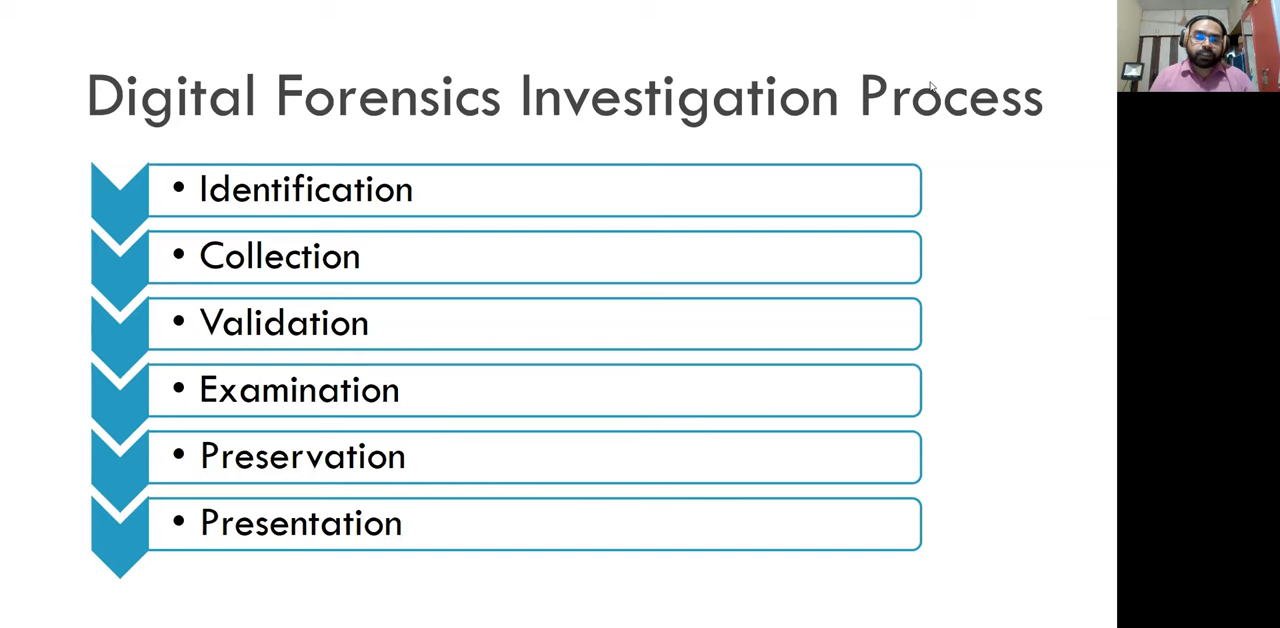 Digital Forensics Investigation Process
• Identification
• Collection
• Validation
• Examination
• Preservation
• Presentation